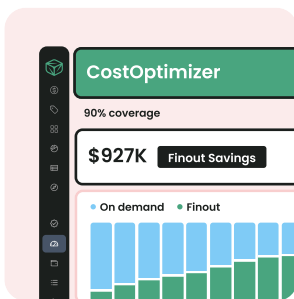 CostOptimizer
90% coverage
$927K
Finout Savings
On demand
Finout